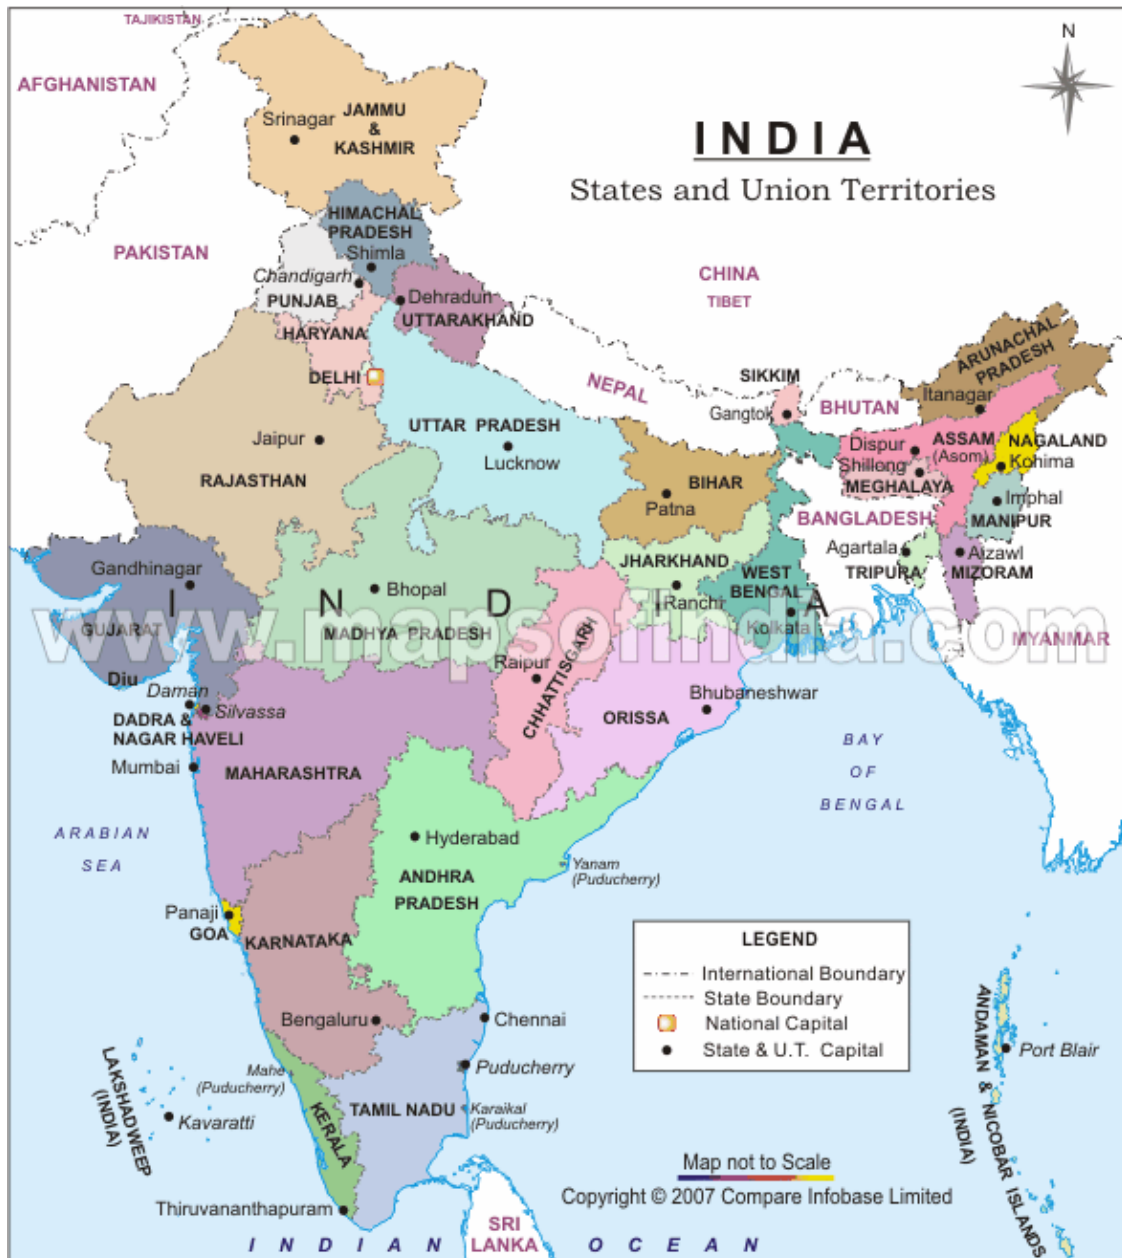 TAJIKISTAN
AFGHANISTAN
N
JAMMU
&
KASHMIR
Srinagar
INDIA
States and Union Territories
HIMACHAL
PRADESH
Shimla
PAKISTAN
Chandigarh
PUNJAB
CHINA
TIBET
Dehradun
UTTARAKHAND
HARYANA
DELHI
NEPAL
SIKKIM
Gangtok
BHUTAN
ARUNACHAL
PRADESH
Itanagar
UTTAR PRADESH
Lucknow
Jaipur
RAJASTHAN
BIHAR
Patna
Dispur
ASSAM
(Asom)
NAGALAND
Kohima
Shillong
MEGHALAYA
Imphal
MANIPUR
BANGLADESH
Agartala
TRIPURA
Aizawl
MIZORAM
JHARKHAND
Ranchi
WEST
BENGAL
Kolkata
Gandhinagar
GUJARAT
Bhopal
MADHYA PRADESH
I N D I A
www.mapsofindia.com
MYANMAR
Raipur
CHHATTISGARH
Diu
Daman
Silvassa
DADRA &
NAGAR HAVELI
Bhubaneshwar
ORISSA
Mumbai
MAHARASHTRA
BAY
OF
BENGAL
ARABIAN
SEA
Hyderabad
ANDHRA
PRADESH
Yanam
(Puducherry)
Panaji
GOA
KARNATAKA
LEGEND
International Boundary
State Boundary
National Capital
State & U.T. Capital
Bengaluru
Chennai
Mahe
(Puducherry)
Puducherry
Karaikal
(Puducherry)
TAMIL NADU
KERALA
LAKSHADWEEP
(INDIA)
Kavaratti
Thiruvananthapuram
ANDAMAN & NICOBAR ISLANDS
(INDIA)
Port Blair
Map not to Scale
Copyright © 2007 Compare Infobase Limited
SRI
LANKA
INDIAN OCEAN